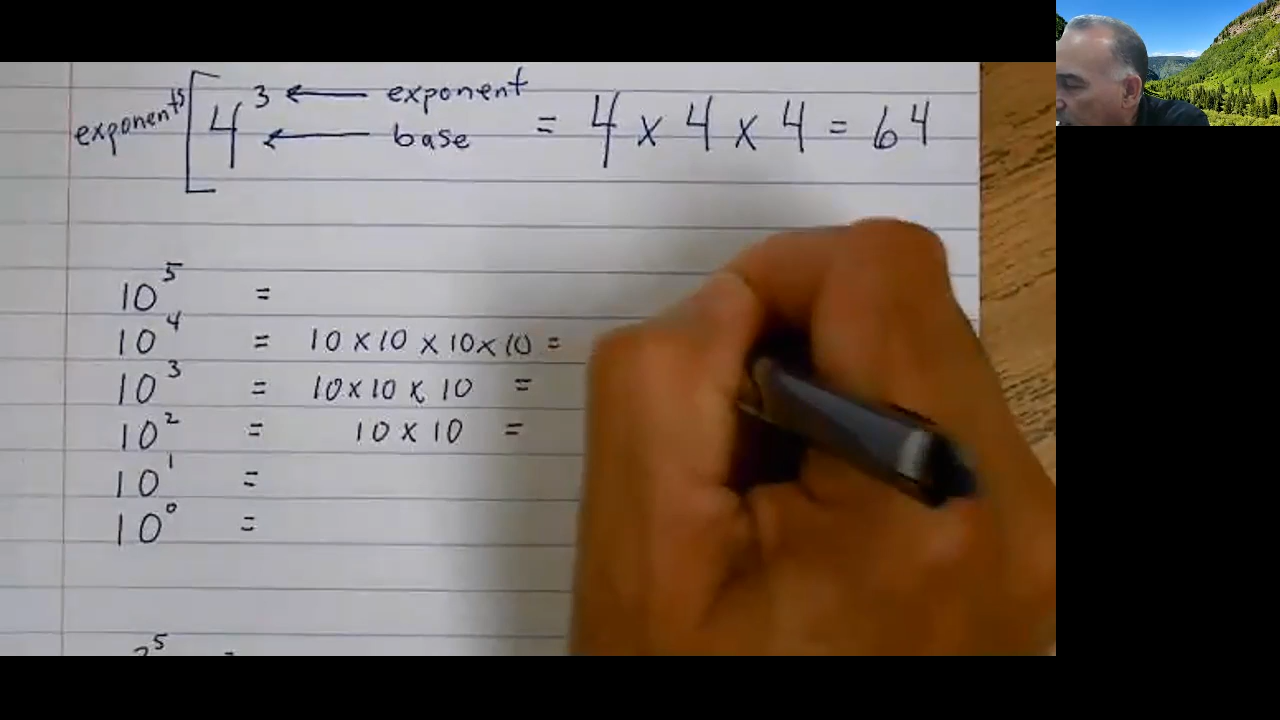 exponents [ 4³ ← exponent
← base = 4 x 4 x 4 = 64
10⁵ =
10⁴ = 10 x 10 x 10 x 10 =
10³ = 10 x 10 x 10 =
10² = 10 x 10 =
10¹ =
10⁰ =